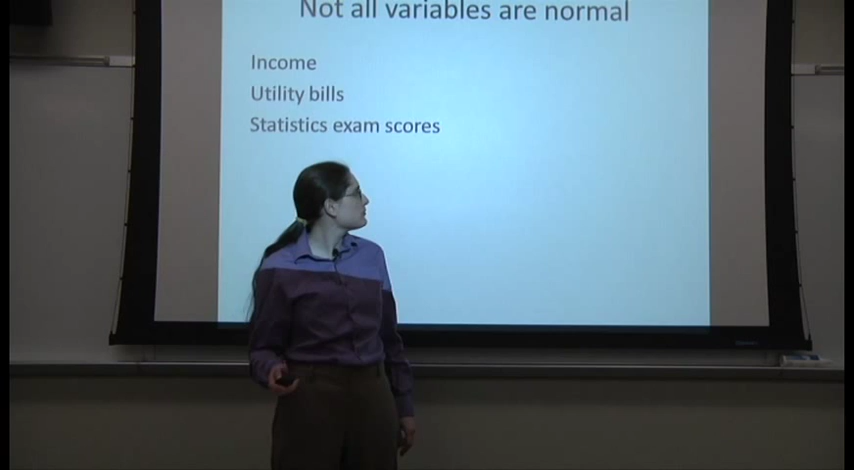 Not all variables are normal
Income
Utility bills
Statistics exam scores